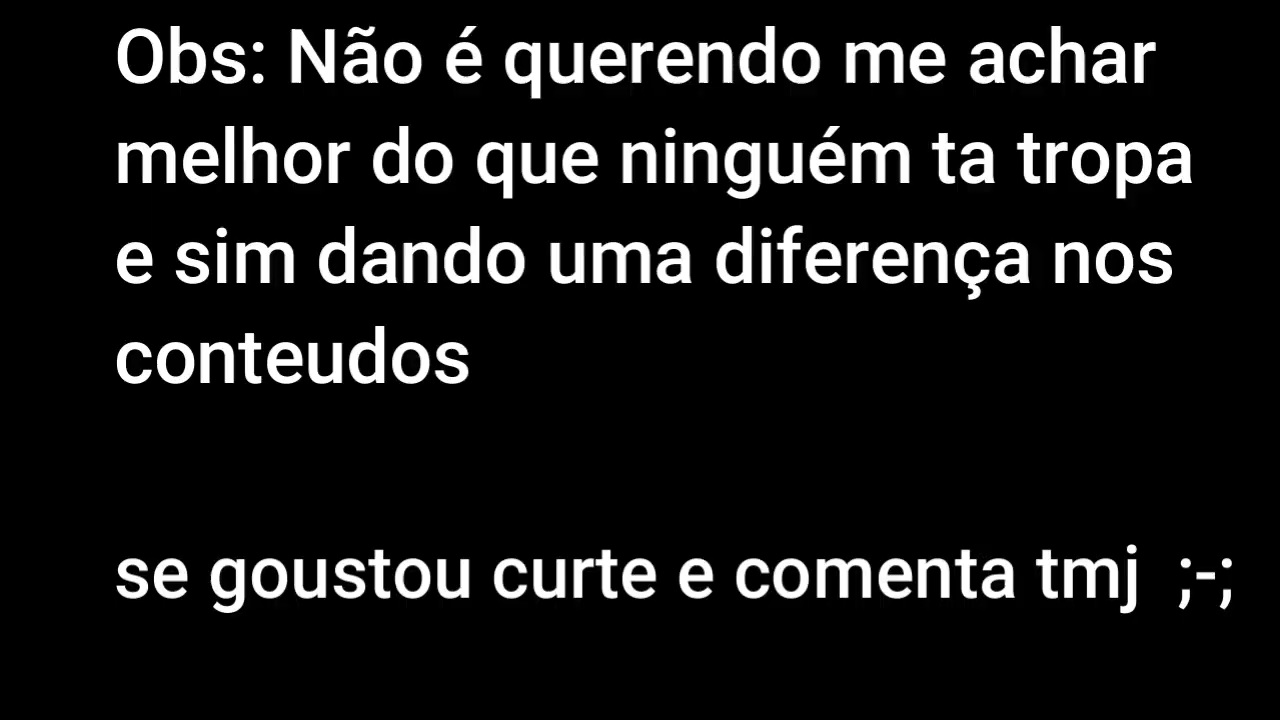 Obs: Não é querendo me achar
melhor do que ninguém ta tropa
e sim dando uma diferença nos
conteudos
se goustou curte e comenta tmj ;-;